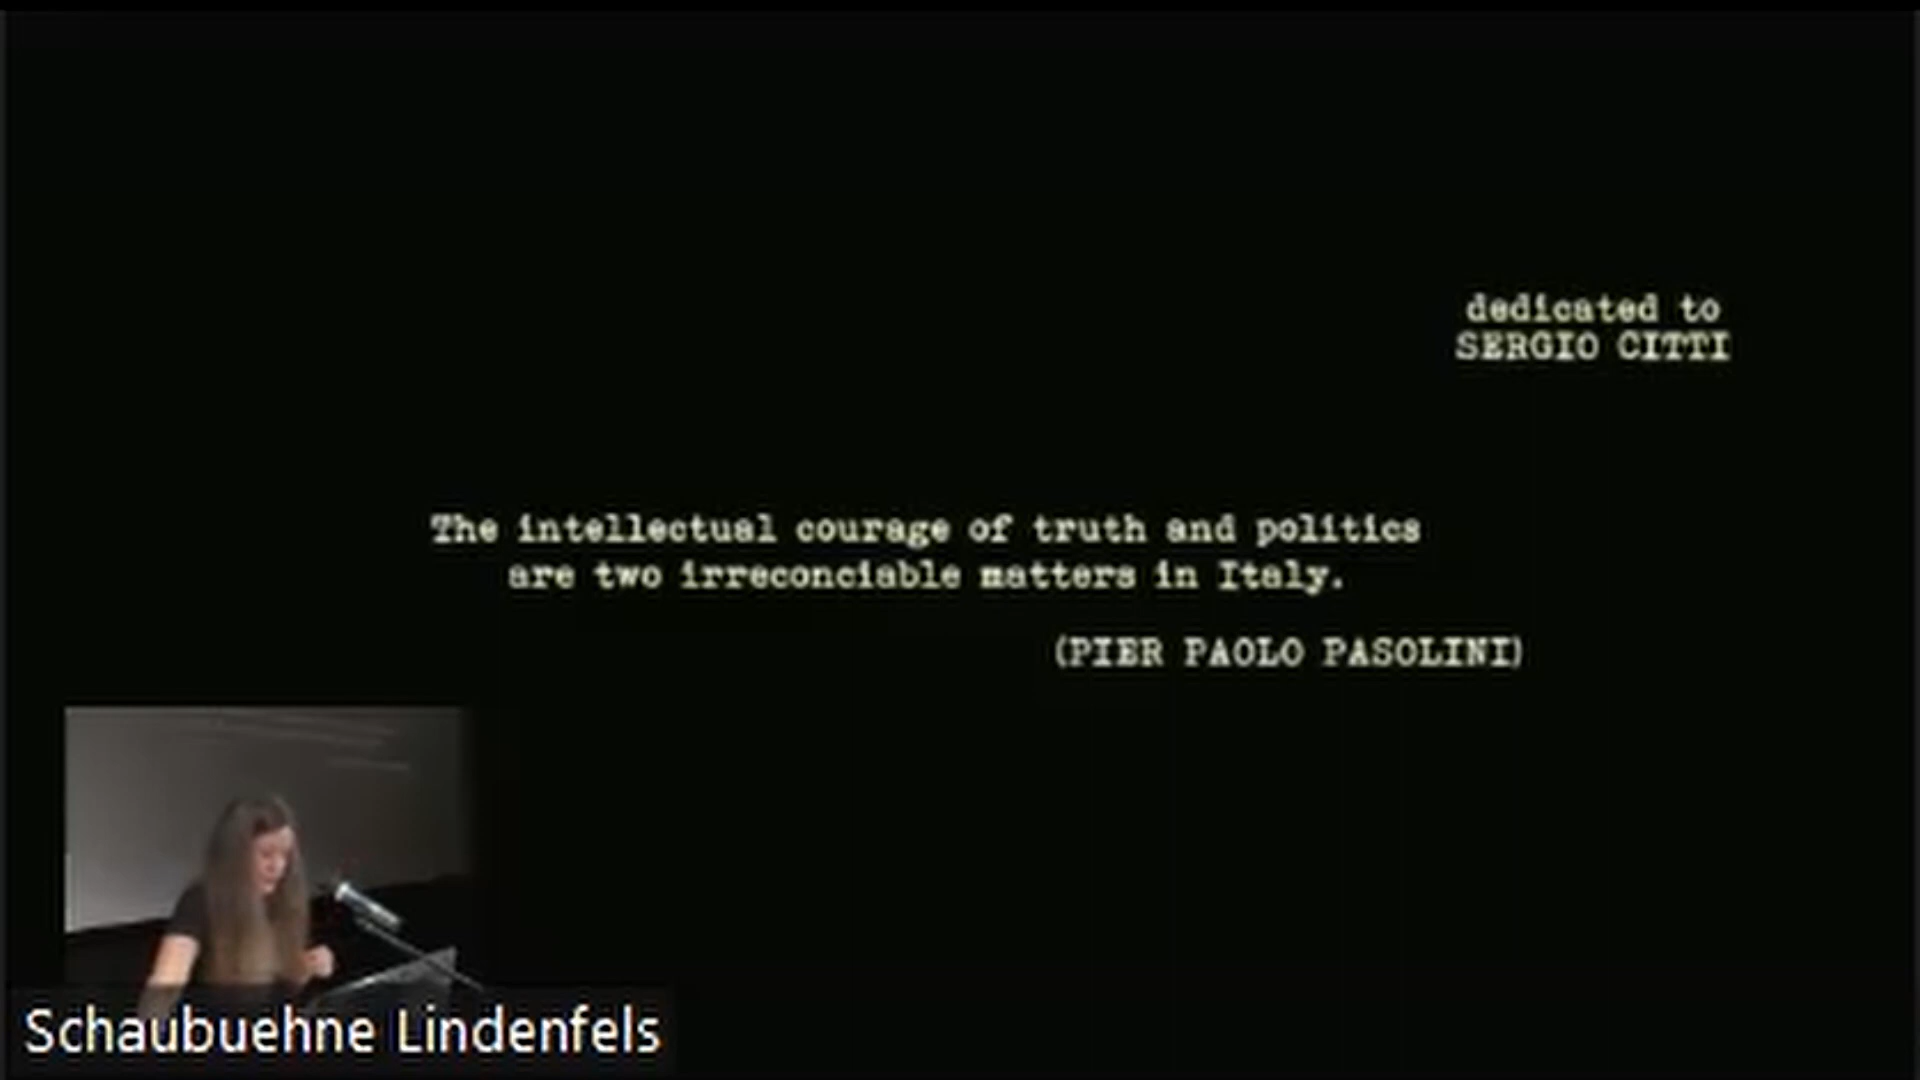 dedicated to
SERGIO CITTI
The intellectual courage of truth and politics
are two irreconciable matters in Italy.
(PIER PAOLO PASOLINI)
Schaubuehne Lindenfels